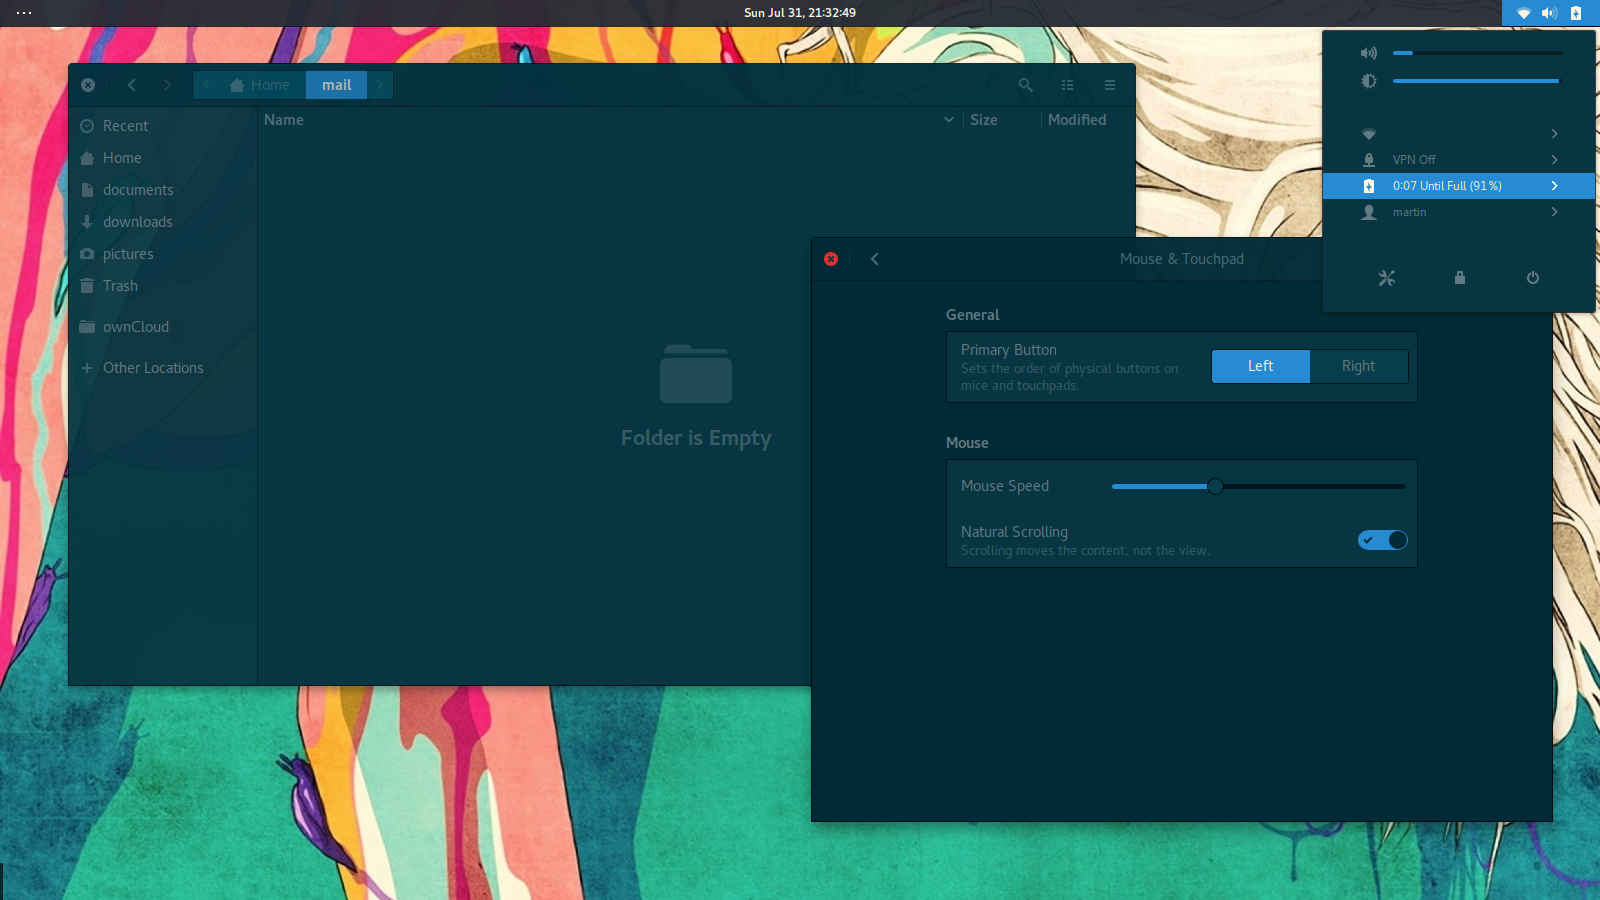 Sun Jul 31, 21:32:49
Home
mail
Name
Size
Modified
Recent
Home
documents
downloads
pictures
Trash
ownCloud
Other Locations
Folder is Empty
VPN Off
0:07 Until Full (91%)
martin
Mouse & Touchpad
General
Primary Button
Sets the order of physical buttons on
mice and touchpads.
Left
Right
Mouse
Mouse Speed
Natural Scrolling
Scrolling moves the content, not the view.